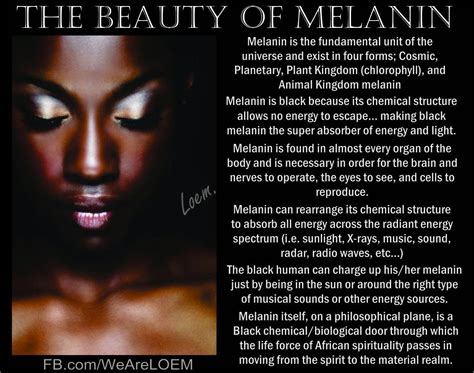 THE BEAUTY OF MELANIN
Melanin is the fundamental unit of the
universe and exist in four forms; Cosmic,
Planetary, Plant Kingdom (chlorophyll), and
Animal Kingdom melanin
Melanin is black because its chemical structure
allows no energy to escape... making black
melanin the super absorber of energy and light.
Melanin is found in almost every organ of the
body and is necessary in order for the brain and
nerves to operate, the eyes to see, and cells to
reproduce.
Melanin can rearrange its chemical structure
to absorb all energy across the radiant energy
spectrum (i.e. sunlight, X-rays, music, sound,
radar, radio waves, etc...)
The black human can charge up his/her melanin
just by being in the sun or around the right type
of musical sounds or other energy sources.
Melanin itself, on a philosophical plane, is a
Black chemical/biological door through which
the life force of African spirituality passes in
moving from the spirit to the material realm.
Loem.
FB.com/WeAreLOEM